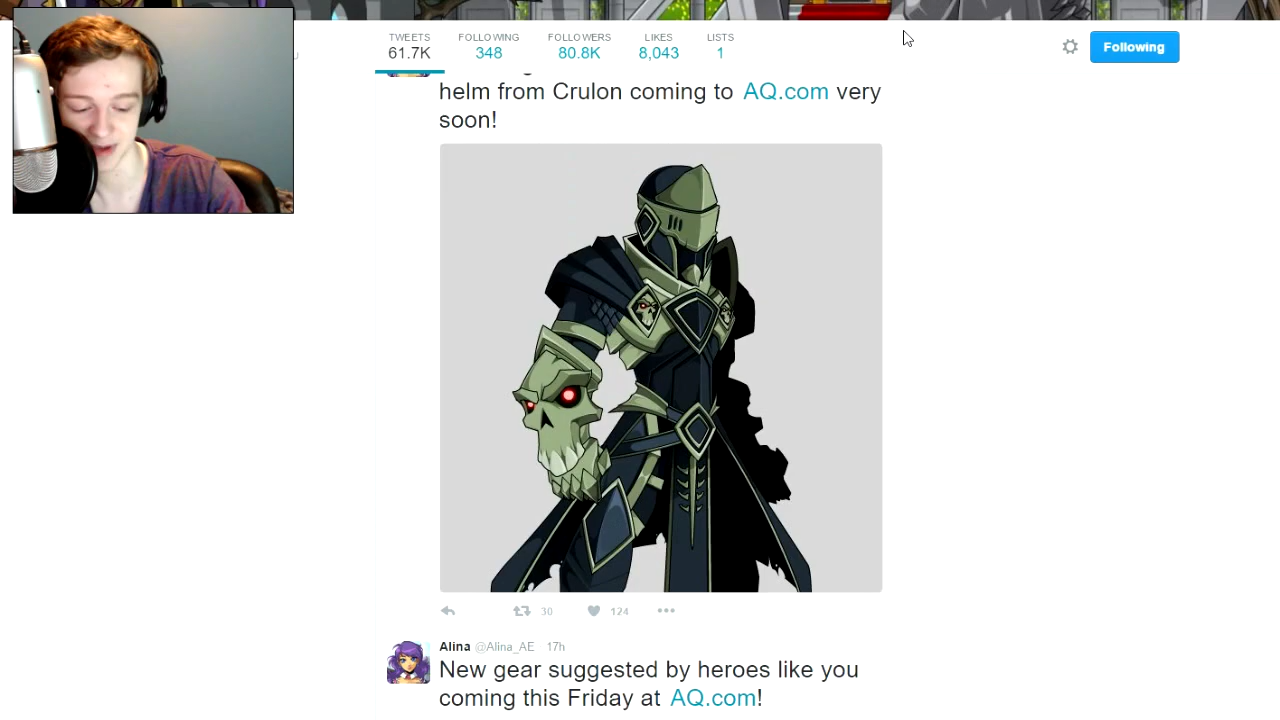 TWEETS FOLLOWING FOLLOWERS LIKES LISTS
61.7K 348 80.8K 8,043 1
Following
helm from Crulon coming to AQ.com very
soon!
30 124
Alina @Alina_AE 17h
New gear suggested by heroes like you
coming this Friday at AQ.com!